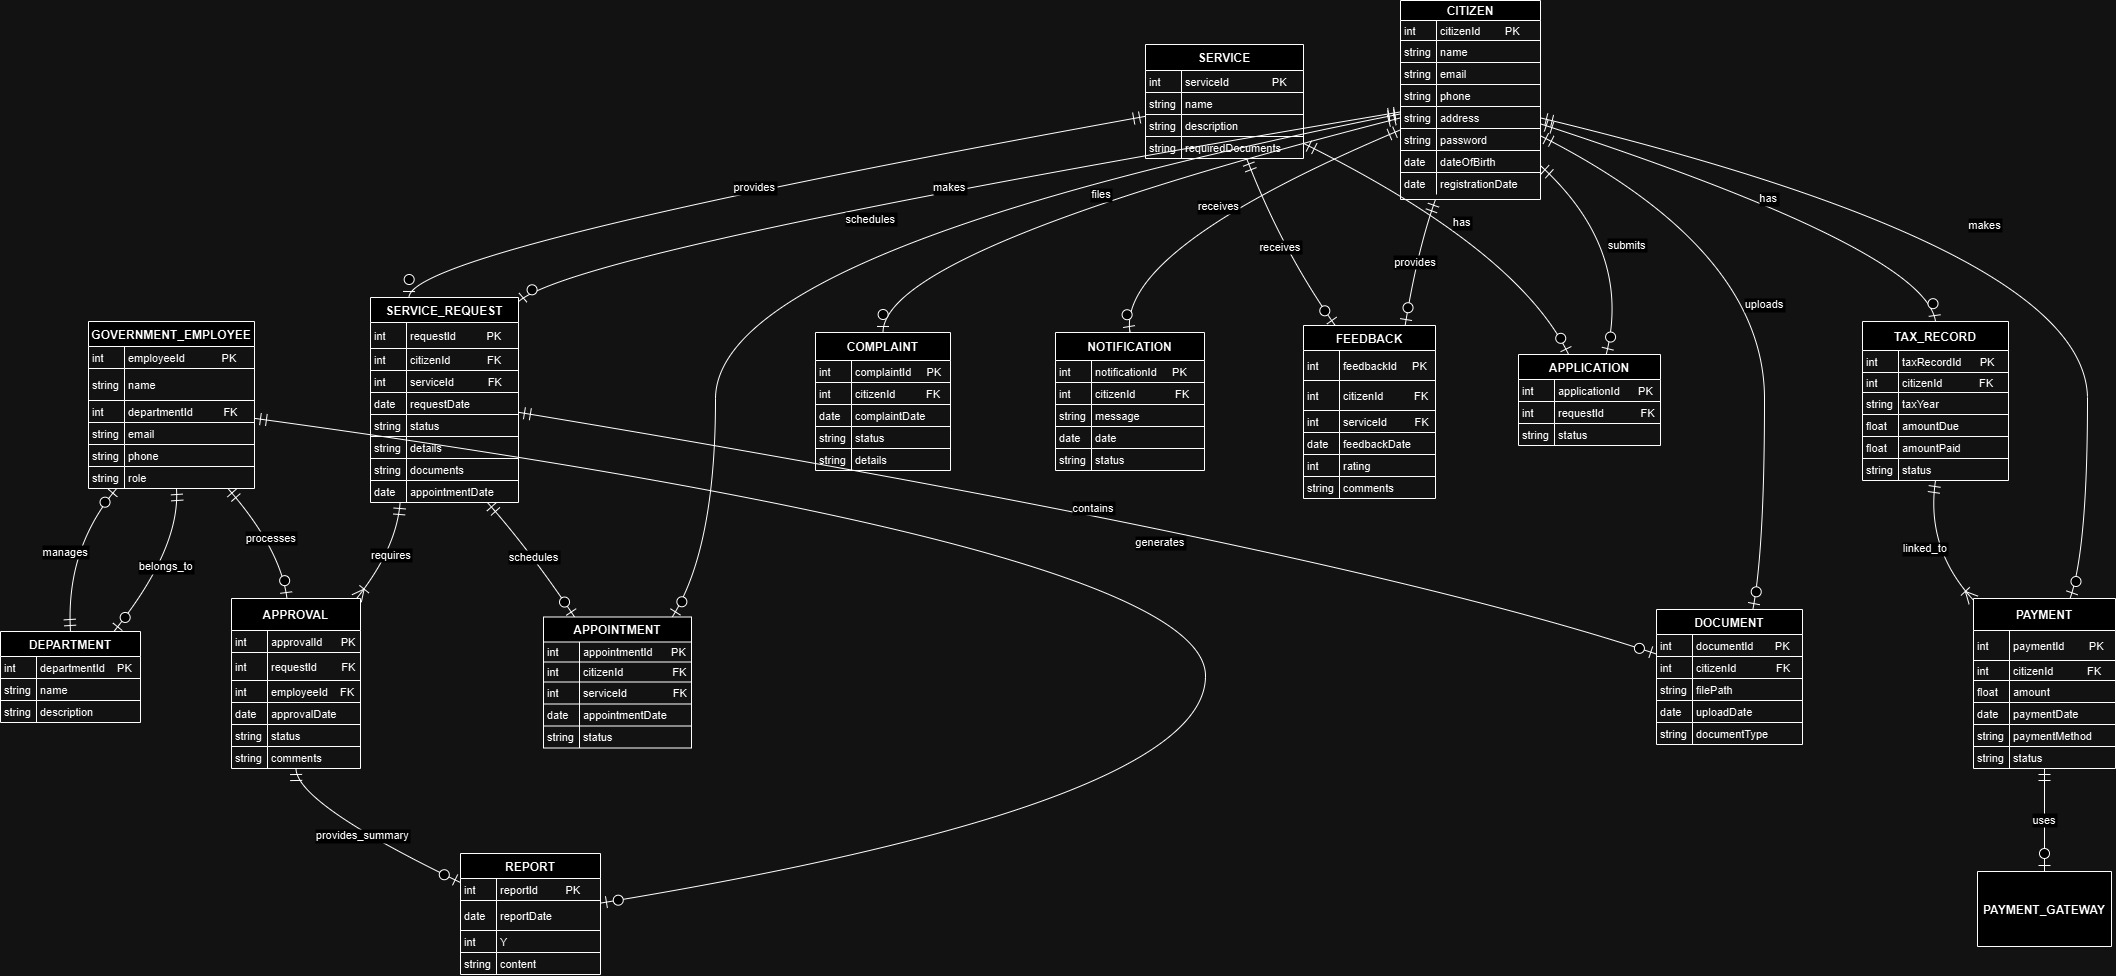 CITIZEN
int citizenId PK
string name
string email
string phone
string address
string password
date dateOfBirth
date registrationDate
SERVICE
int serviceId PK
string name
string description
string requiredDocuments
provides
makes
schedules
files
receives
receives
provides
has
submits
uploads
has
makes
GOVERNMENT_EMPLOYEE
int employeeId PK
string name
int departmentId FK
string email
string phone
string role
SERVICE_REQUEST
int requestId PK
int citizenId FK
int serviceId FK
date requestDate
string status
string details
string documents
date appointmentDate
COMPLAINT
int complaintId PK
int citizenId FK
date complaintDate
string status
string details
NOTIFICATION
int notificationId PK
int citizenId FK
string message
date date
string status
FEEDBACK
int feedbackId PK
int citizenId FK
int serviceId FK
date feedbackDate
int rating
string comments
APPLICATION
int applicationId PK
int requestId FK
string status
TAX_RECORD
int taxRecordId PK
int citizenId FK
string taxYear
float amountDue
float amountPaid
string status
manages
belongs_to
processes
requires
schedules
contains
generates
linked_to
DEPARTMENT
int departmentId PK
string name
string description
APPROVAL
int approvalId PK
int requestId FK
int employeeId FK
date approvalDate
string status
string comments
APPOINTMENT
int appointmentId PK
int citizenId FK
int serviceId FK
date appointmentDate
string status
DOCUMENT
int documentId PK
int citizenId FK
string filePath
date uploadDate
string documentType
PAYMENT
int paymentId PK
int citizenId FK
float amount
date paymentDate
string paymentMethod
string status
provides_summary
uses
REPORT
int reportId PK
date reportDate
int Y
string content
PAYMENT_GATEWAY